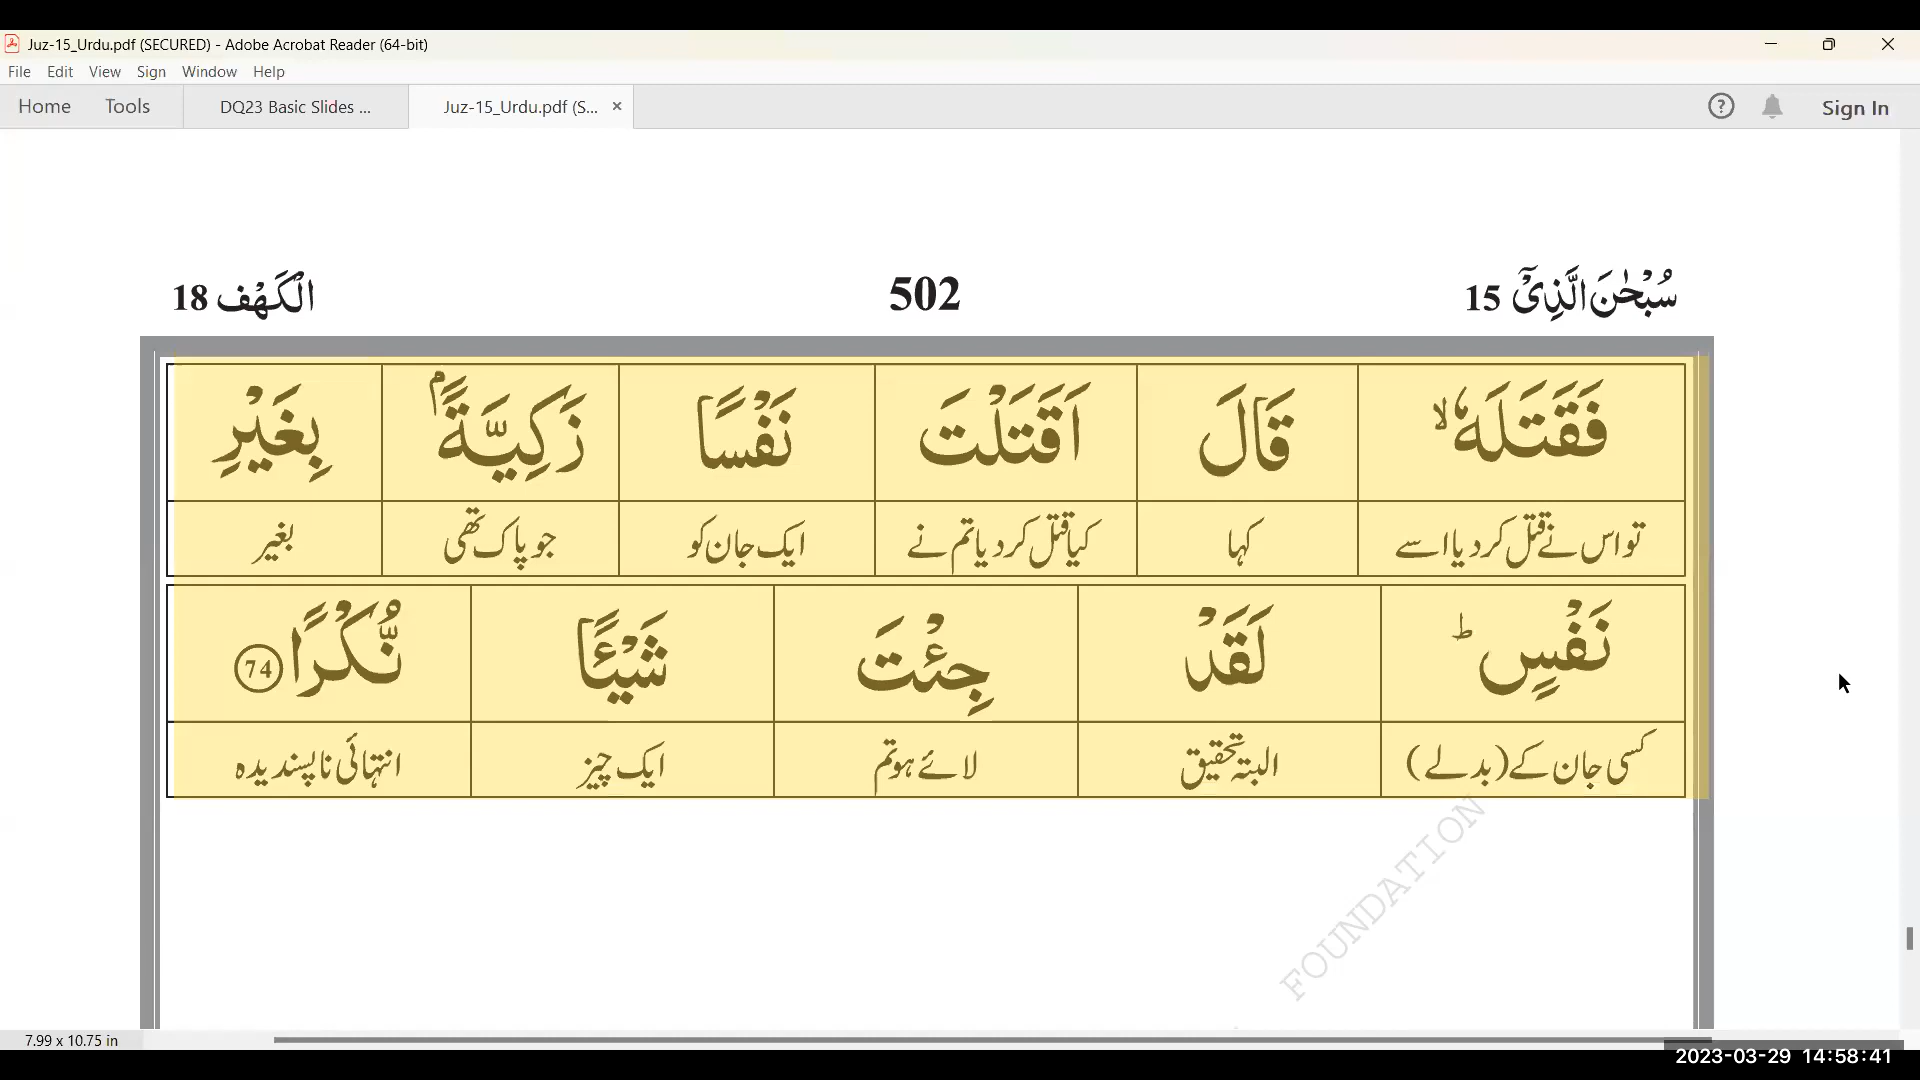 Juz-15_Urdu.pdf (SECURED) - Adobe Acrobat Reader (64-bit)
File Edit View Sign Window Help
Home Tools DQ23 Basic Slides ... Juz-15_Urdu.pdf (S... × ? Sign In
سُبْحٰنَ الَّذِیْۤ 15 502 الْكَهْف 18
فَقَتَلَهٗ ۙ قَالَ اَقَتَلْتَ نَفْسًا زَكِیَّةًۢ بِغَیْرِ
تو اس نے قتل کر دیا اسے کہا کیا قتل کر دیا تم نے ایک جان کو جو پاک تھی بغیر
نَفْسٍ ؕ لَقَدْ جِئْتَ شَیْـًٔا نُّكْرًا 74
کسی جان کے (بدلے) البتہ تحقیق لائے ہو تم ایک چیز انتہائی ناپسندیدہ
FOUNDATION
7.99 x 10.75 in
2023-03-29 14:58:41